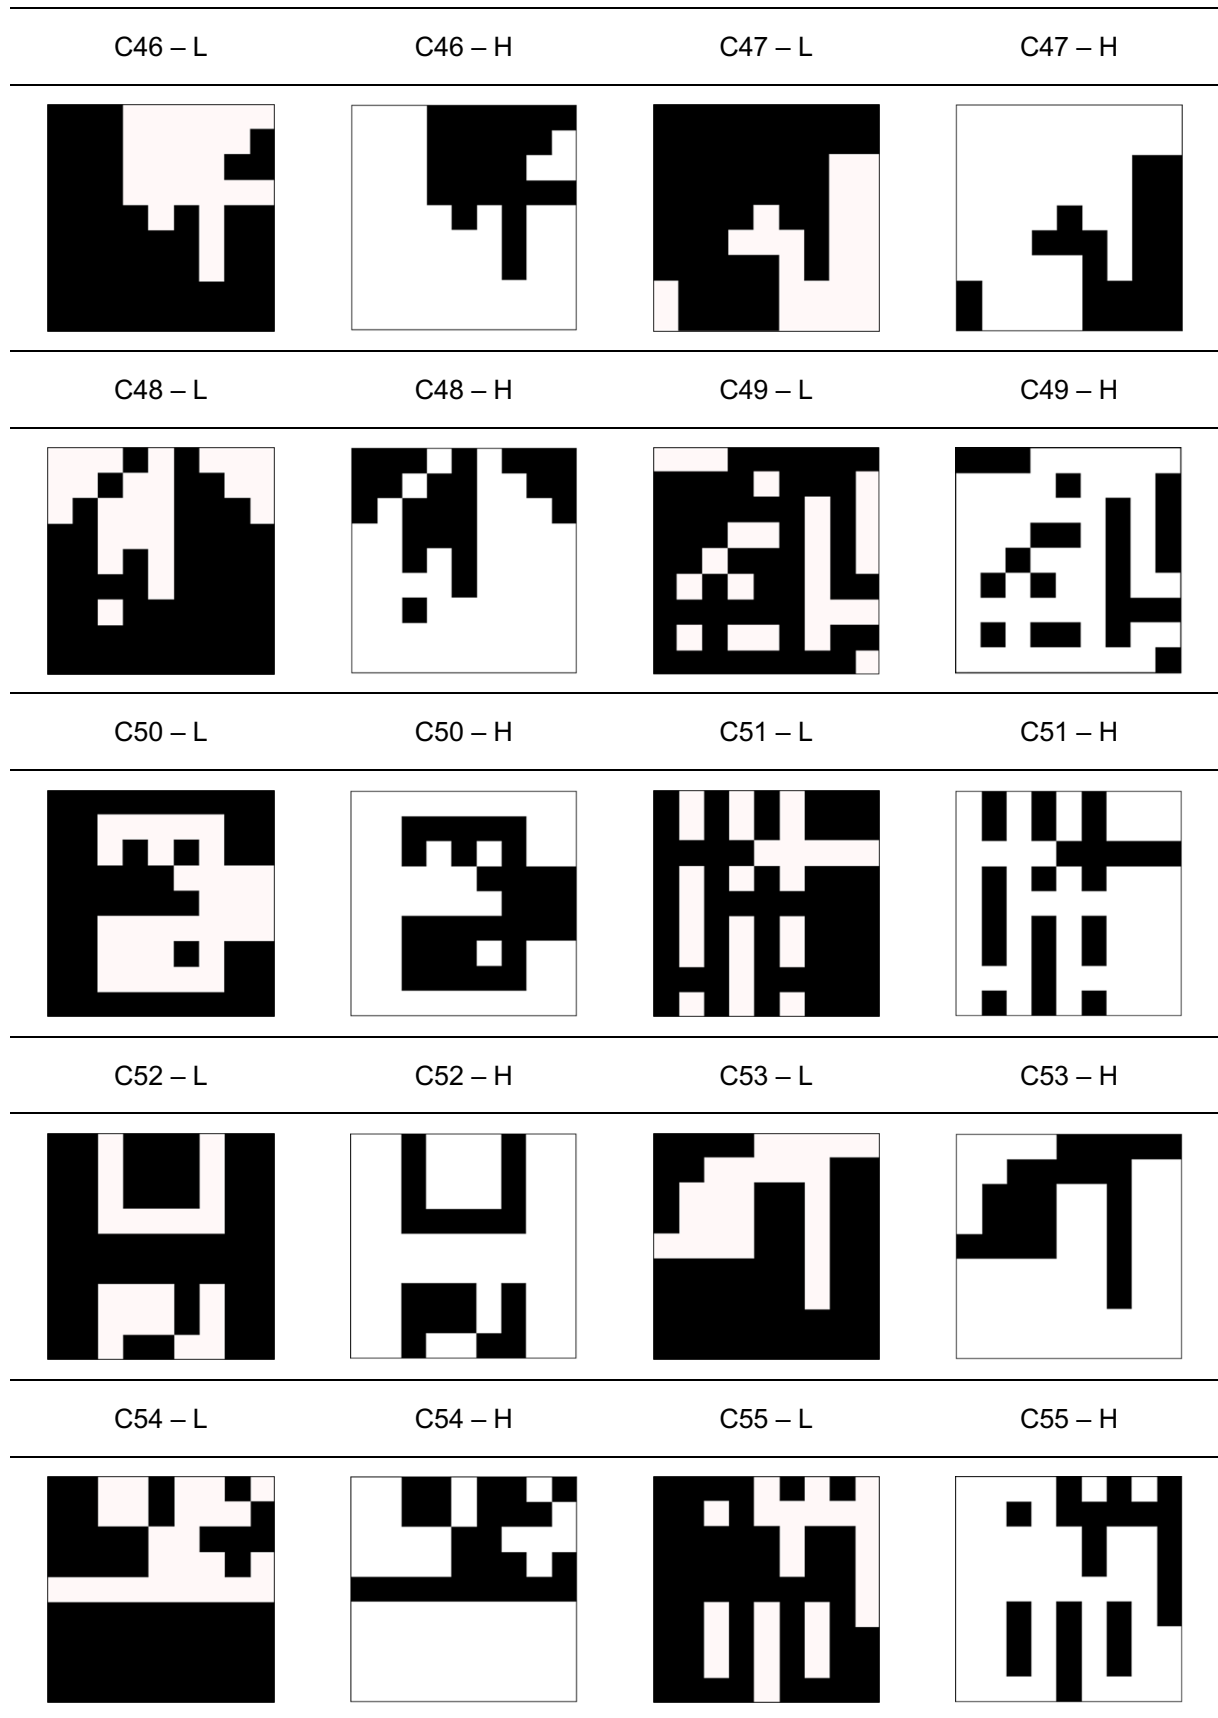 C46 – L C46 – H C47 – L C47 – H
C48 – L C48 – H C49 – L C49 – H
C50 – L C50 – H C51 – L C51 – H
C52 – L C52 – H C53 – L C53 – H
C54 – L C54 – H C55 – L C55 – H